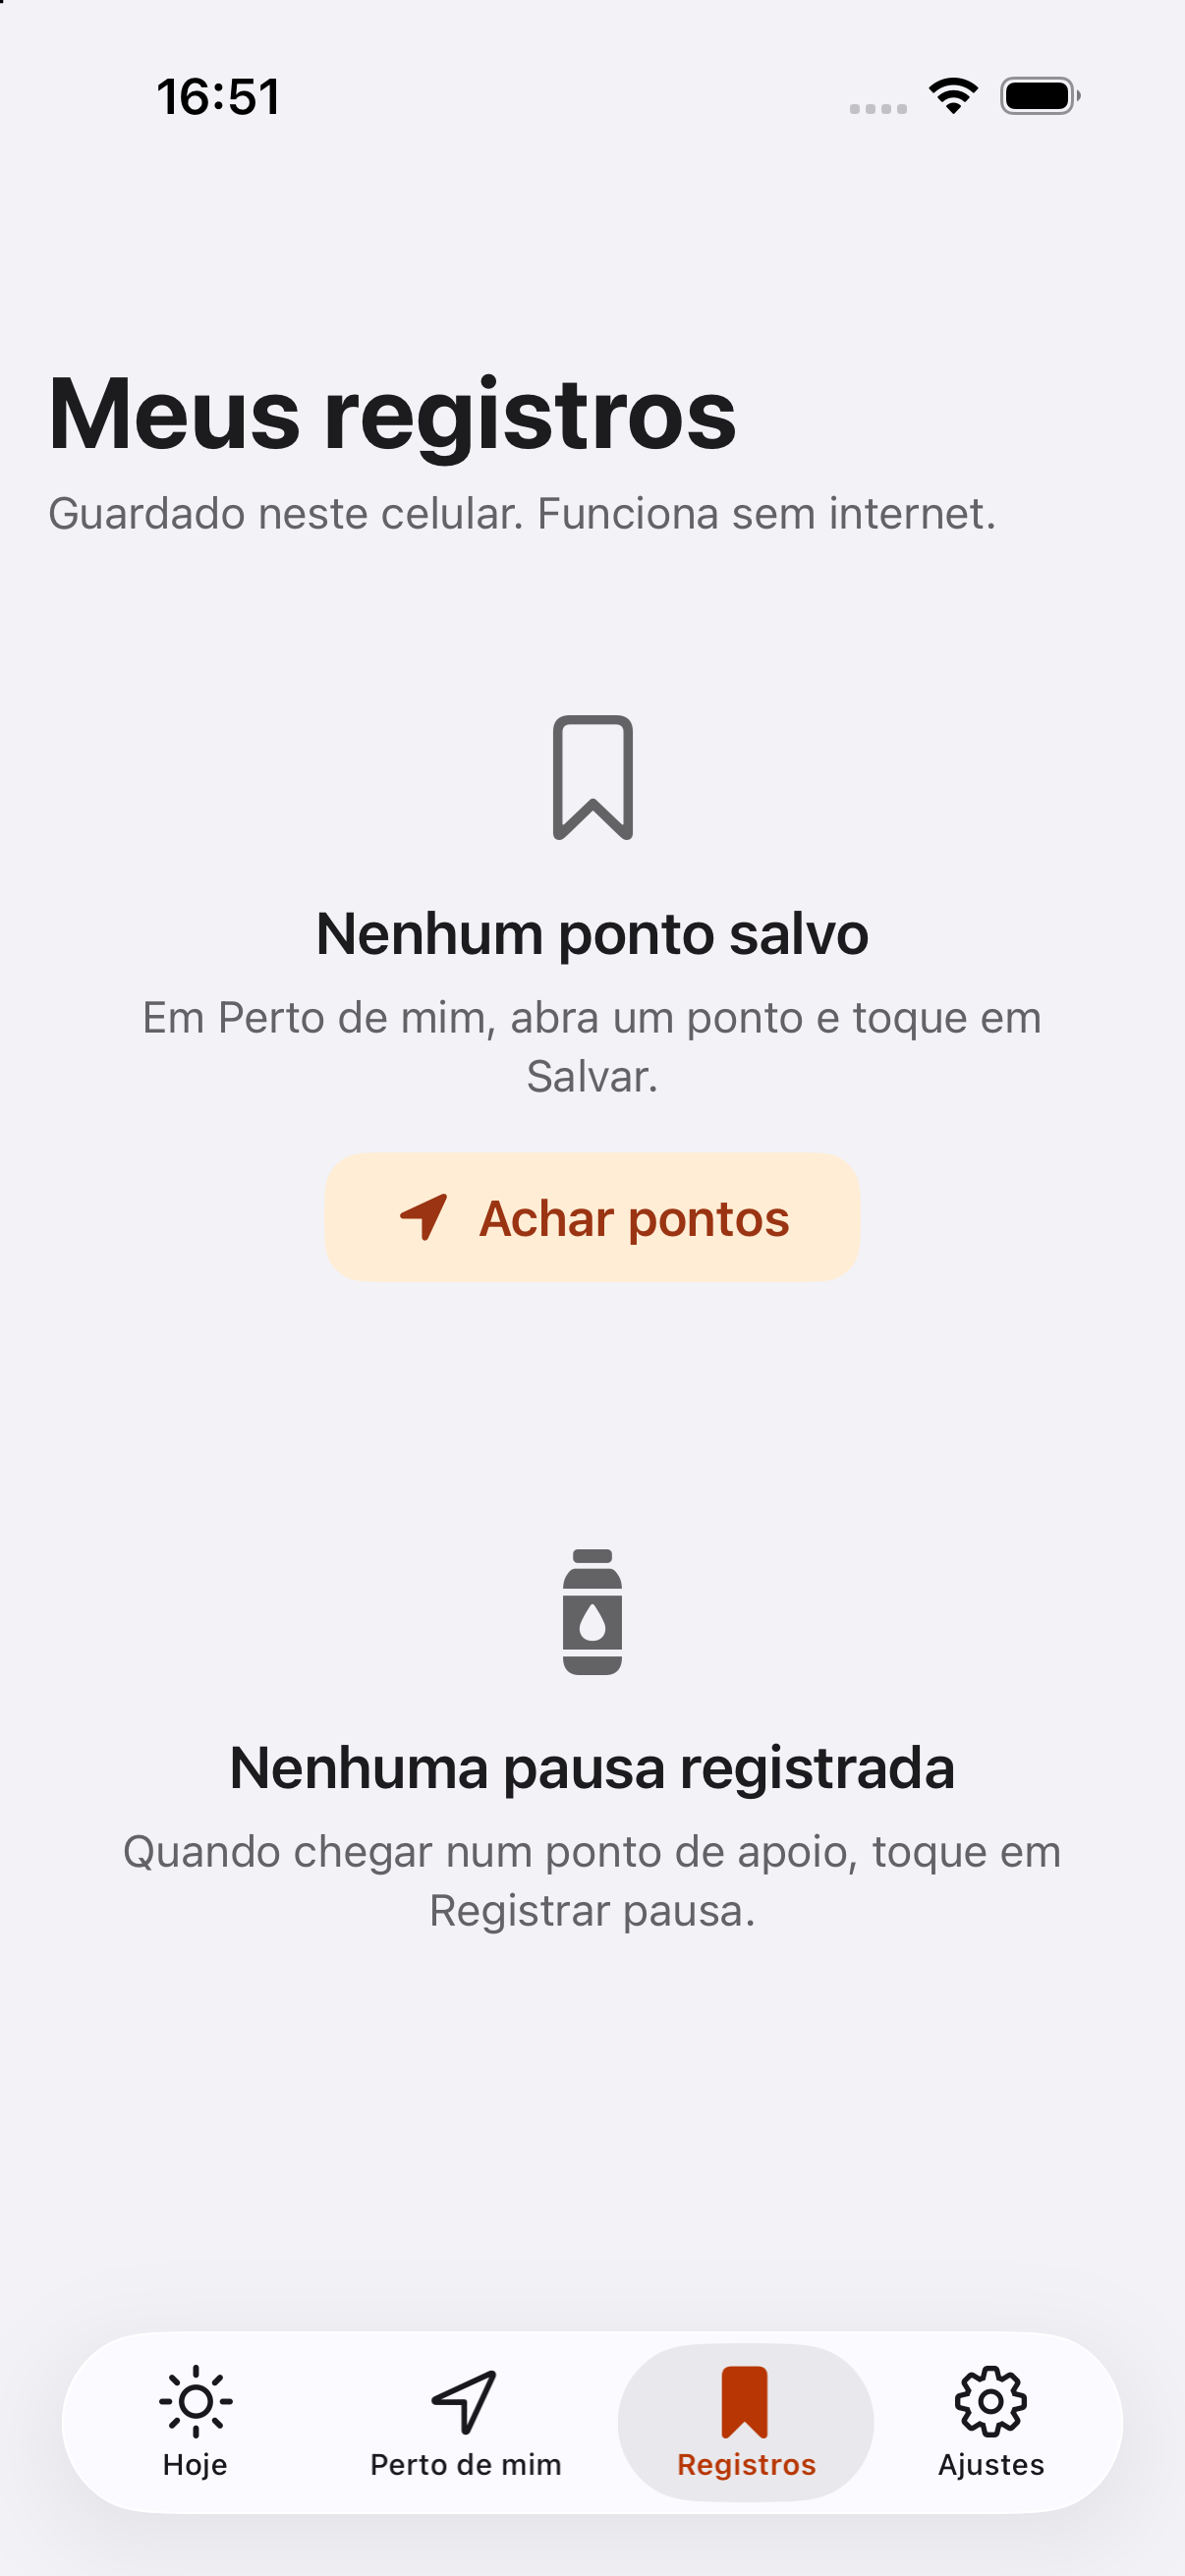 16:51
Meus registros
Guardado neste celular. Funciona sem internet.
Nenhum ponto salvo
Em Perto de mim, abra um ponto e toque em
Salvar.
Achar pontos
Nenhuma pausa registrada
Quando chegar num ponto de apoio, toque em
Registrar pausa.
Hoje
Perto de mim
Registros
Ajustes